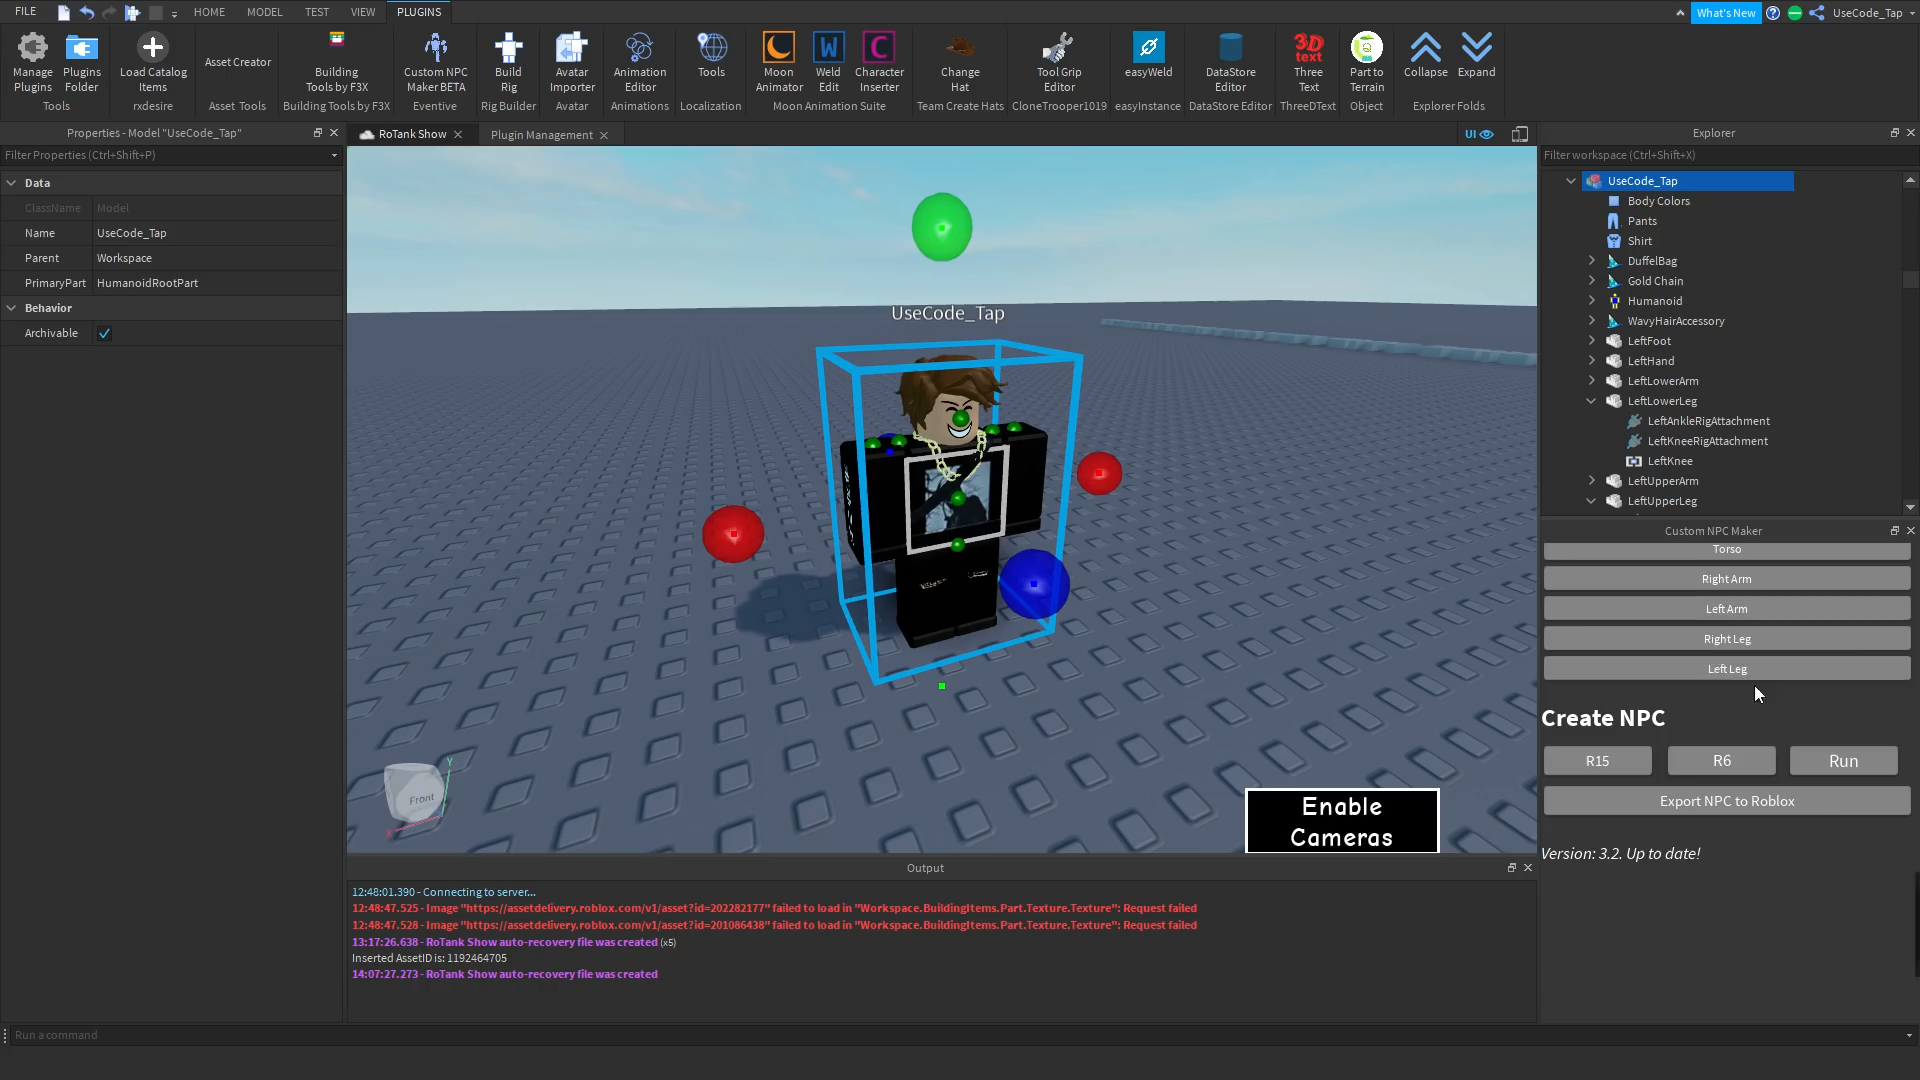 FILE
HOME
MODEL
TEST
VIEW
PLUGINS
What's New
UseCode_Tap
Manage Plugins
Plugins Folder
Tools
Load Catalog Items
rxdesire
Asset Creator
Asset Tools
Building Tools by F3X
Building Tools by F3X
Custom NPC Maker BETA
Eventive
Build Rig
Rig Builder
Avatar Importer
Avatar
Animation Editor
Animations
Tools
Localization
Moon Animator
W
Weld Edit
C
Character Inserter
Moon Animation Suite
Change Hat
Team Create Hats
Tool Grip Editor
CloneTrooper1019
easyWeld
easyInstance
DataStore Editor
DataStore Editor
3D text
Three Text
ThreeDText
Part to Terrain
Object
Collapse
Expand
Explorer Folds
Properties - Model "UseCode_Tap"
Filter Properties (Ctrl+Shift+P)
Data
ClassName Model
Name UseCode_Tap
Parent Workspace
PrimaryPart HumanoidRootPart
Behavior
Archivable
RoTank Show
Plugin Management
UI
UseCode_Tap
Front
Y
X
Enable
Cameras
Output
12:48:01.390 - Connecting to server...
12:48:47.525 - Image "https://assetdelivery.roblox.com/v1/asset?id=202282177" failed to load in "Workspace.BuildingItems.Part.Texture.Texture": Request failed
12:48:47.528 - Image "https://assetdelivery.roblox.com/v1/asset?id=201086438" failed to load in "Workspace.BuildingItems.Part.Texture.Texture": Request failed
13:17:26.638 - RoTank Show auto-recovery file was created (x5)
Inserted AssetID is: 1192464705
14:07:27.273 - RoTank Show auto-recovery file was created
Run a command
Explorer
Filter workspace (Ctrl+Shift+X)
UseCode_Tap
Body Colors
Pants
Shirt
DuffelBag
Gold Chain
Humanoid
WavyHairAccessory
LeftFoot
LeftHand
LeftLowerArm
LeftLowerLeg
LeftAnkleRigAttachment
LeftKneeRigAttachment
LeftKnee
LeftUpperArm
LeftUpperLeg
Custom NPC Maker
Torso
Right Arm
Left Arm
Right Leg
Left Leg
Create NPC
R15
R6
Run
Export NPC to Roblox
Version: 3.2. Up to date!